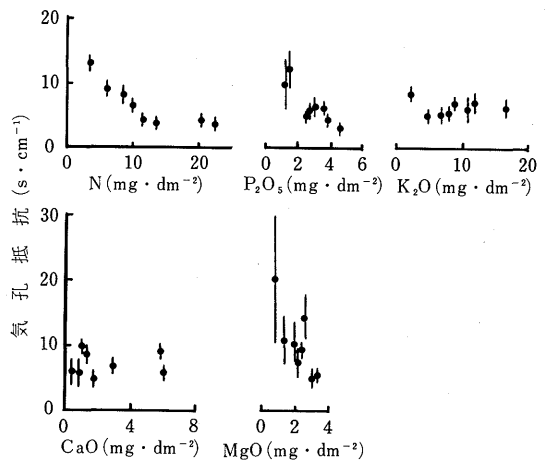 20
10
0
0 10 20
N(mg・dm⁻²)
0 2 4 6
P₂O₅(mg・dm⁻²)
0 10 20
K₂O(mg・dm⁻²)
気孔抵抗 (s・cm⁻¹)
30
20
10
0
0 4 8
CaO(mg・dm⁻²)
0 2 4
MgO(mg・dm⁻²)